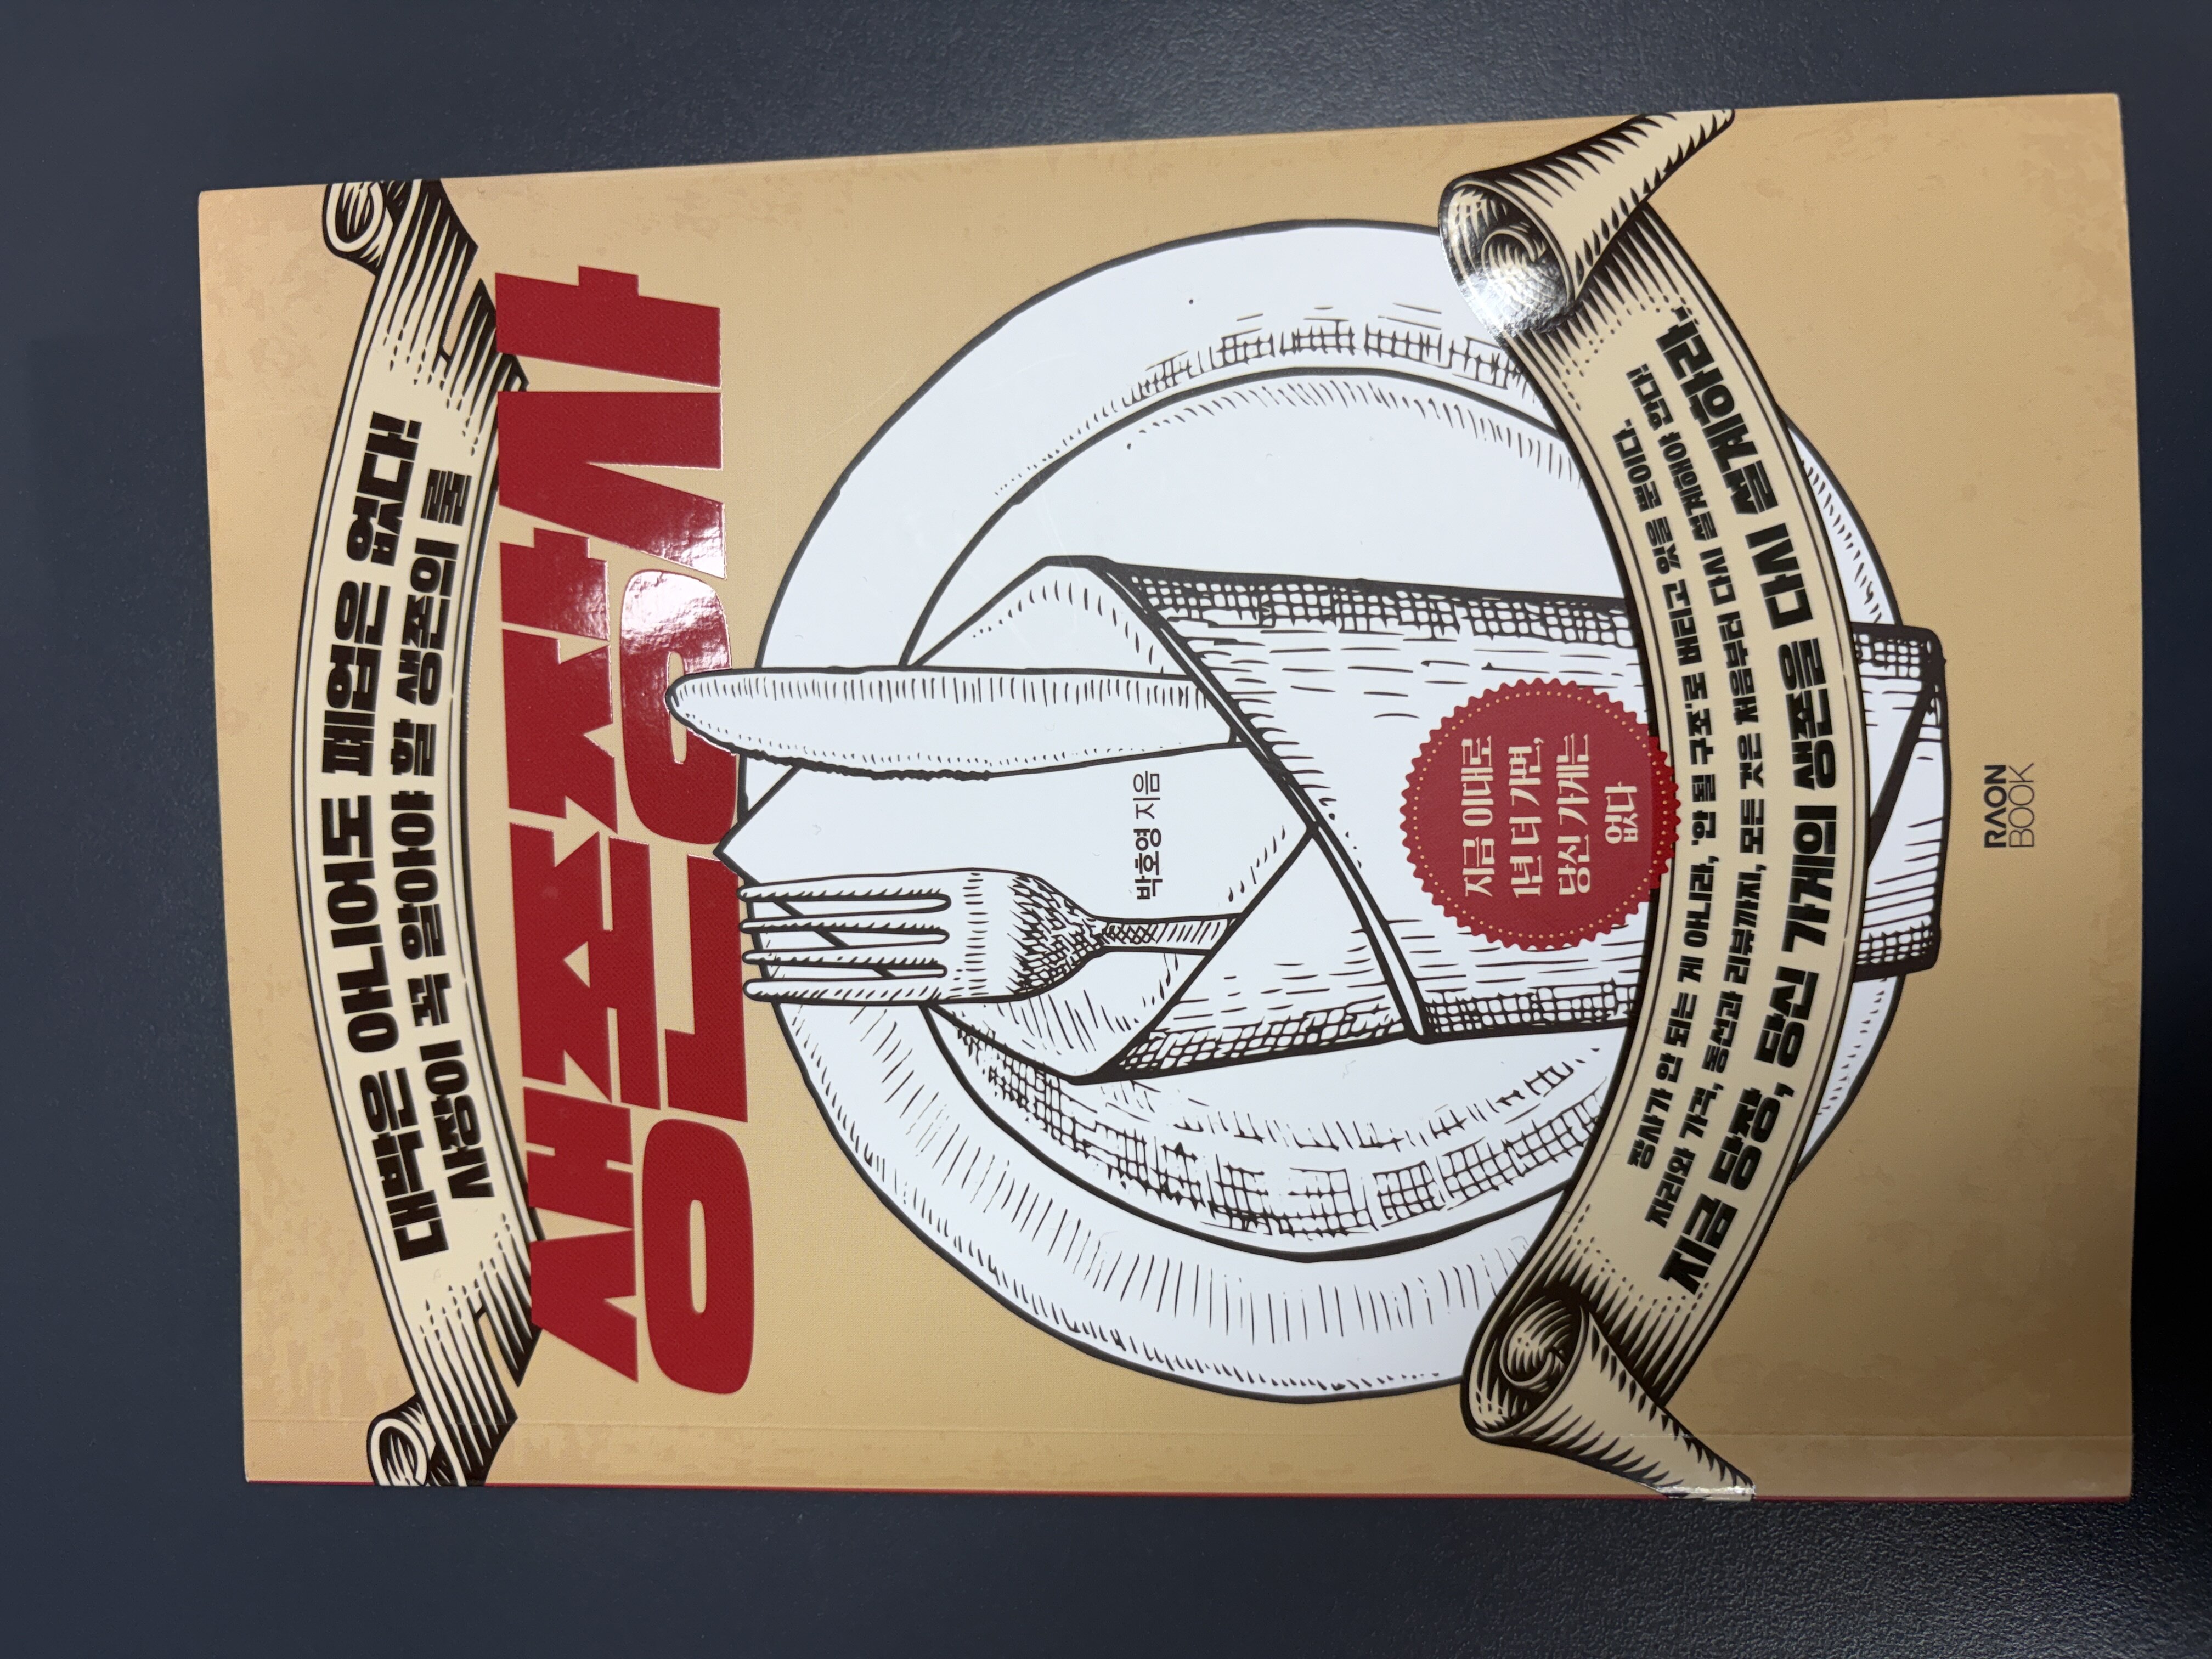 대박은 아니어도 폐업은 없다!
사장이 꼭 알아야 할 생존의 룰
생존장사
박호영 지음
지금 이대로
1년 더 가면,
당신 가게는
없다
장사가 안 되는 게 아니라, '안 될 구조'로 버티고 있을 뿐이다.
자리와 가격, 동선과 리뷰까지, 모든 것은 처음부터 다시 설계해야 한다!
지금 당장, 당신 가게의 생존을 다시 설계하라.
RAON
BOOK